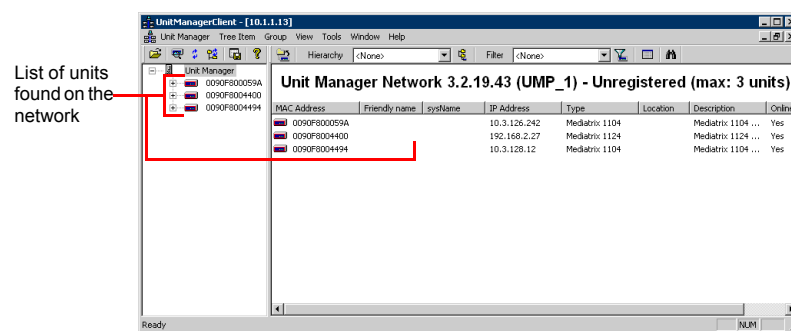 List of units
found on the
network
UnitManagerClient - [10.1.1.13]
Unit Manager Tree Item Group View Tools Window Help
Hierarchy <None> Filter <None>
Unit Manager
0090F800059A
0090F8004400
0090F8004494
Unit Manager Network 3.2.19.43 (UMP_1) - Unregistered (max: 3 units)
MAC Address Friendly name sysName IP Address Type Location Description Online
0090F800059A 10.3.126.242 Mediatrix 1104 Mediatrix 1104 ... Yes
0090F8004400 192.168.2.27 Mediatrix 1124 Mediatrix 1124 ... Yes
0090F8004494 10.3.128.12 Mediatrix 1104 Mediatrix 1104 ... Yes
Ready NUM